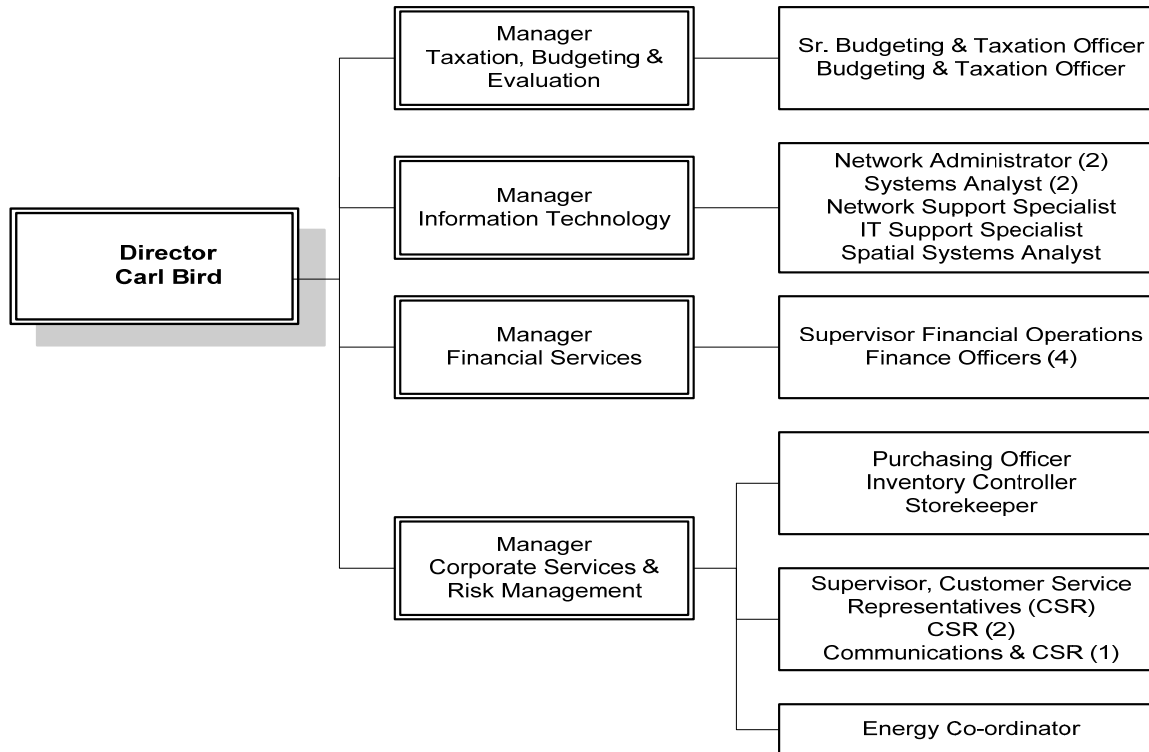 Manager
Taxation, Budgeting &
Evaluation
Sr. Budgeting & Taxation Officer
Budgeting & Taxation Officer
Manager
Information Technology
Network Administrator (2)
Systems Analyst (2)
Network Support Specialist
IT Support Specialist
Spatial Systems Analyst
Director
Carl Bird
Manager
Financial Services
Supervisor Financial Operations
Finance Officers (4)
Manager
Corporate Services &
Risk Management
Purchasing Officer
Inventory Controller
Storekeeper
Supervisor, Customer Service
Representatives (CSR)
CSR (2)
Communications & CSR (1)
Energy Co-ordinator